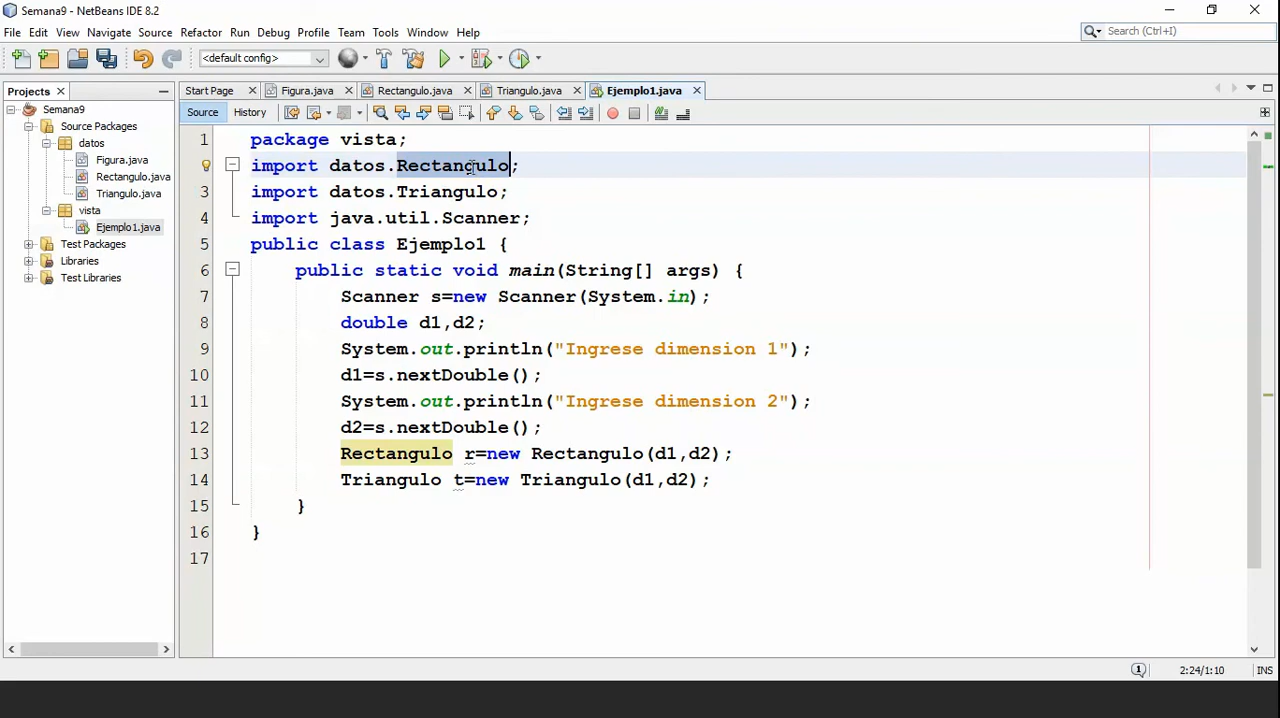 Semana9 - NetBeans IDE 8.2
File Edit View Navigate Source Refactor Run Debug Profile Team Tools Window Help
Search (Ctrl+I)
<default config>
Projects
Start Page Figura.java Rectangulo.java Triangulo.java Ejemplo1.java
Semana9
Source Packages
datos
Figura.java
Rectangulo.java
Triangulo.java
vista
Ejemplo1.java
Test Packages
Libraries
Test Libraries
Source History
1 package vista;
import datos.Rectangulo;
3 import datos.Triangulo;
4 import java.util.Scanner;
5 public class Ejemplo1 {
6 public static void main(String[] args) {
7 Scanner s=new Scanner(System.in);
8 double d1,d2;
9 System.out.println("Ingrese dimension 1");
10 d1=s.nextDouble();
11 System.out.println("Ingrese dimension 2");
12 d2=s.nextDouble();
13 Rectangulo r=new Rectangulo(d1,d2);
14 Triangulo t=new Triangulo(d1,d2);
15 }
16 }
17
1 2:24/1:10 INS